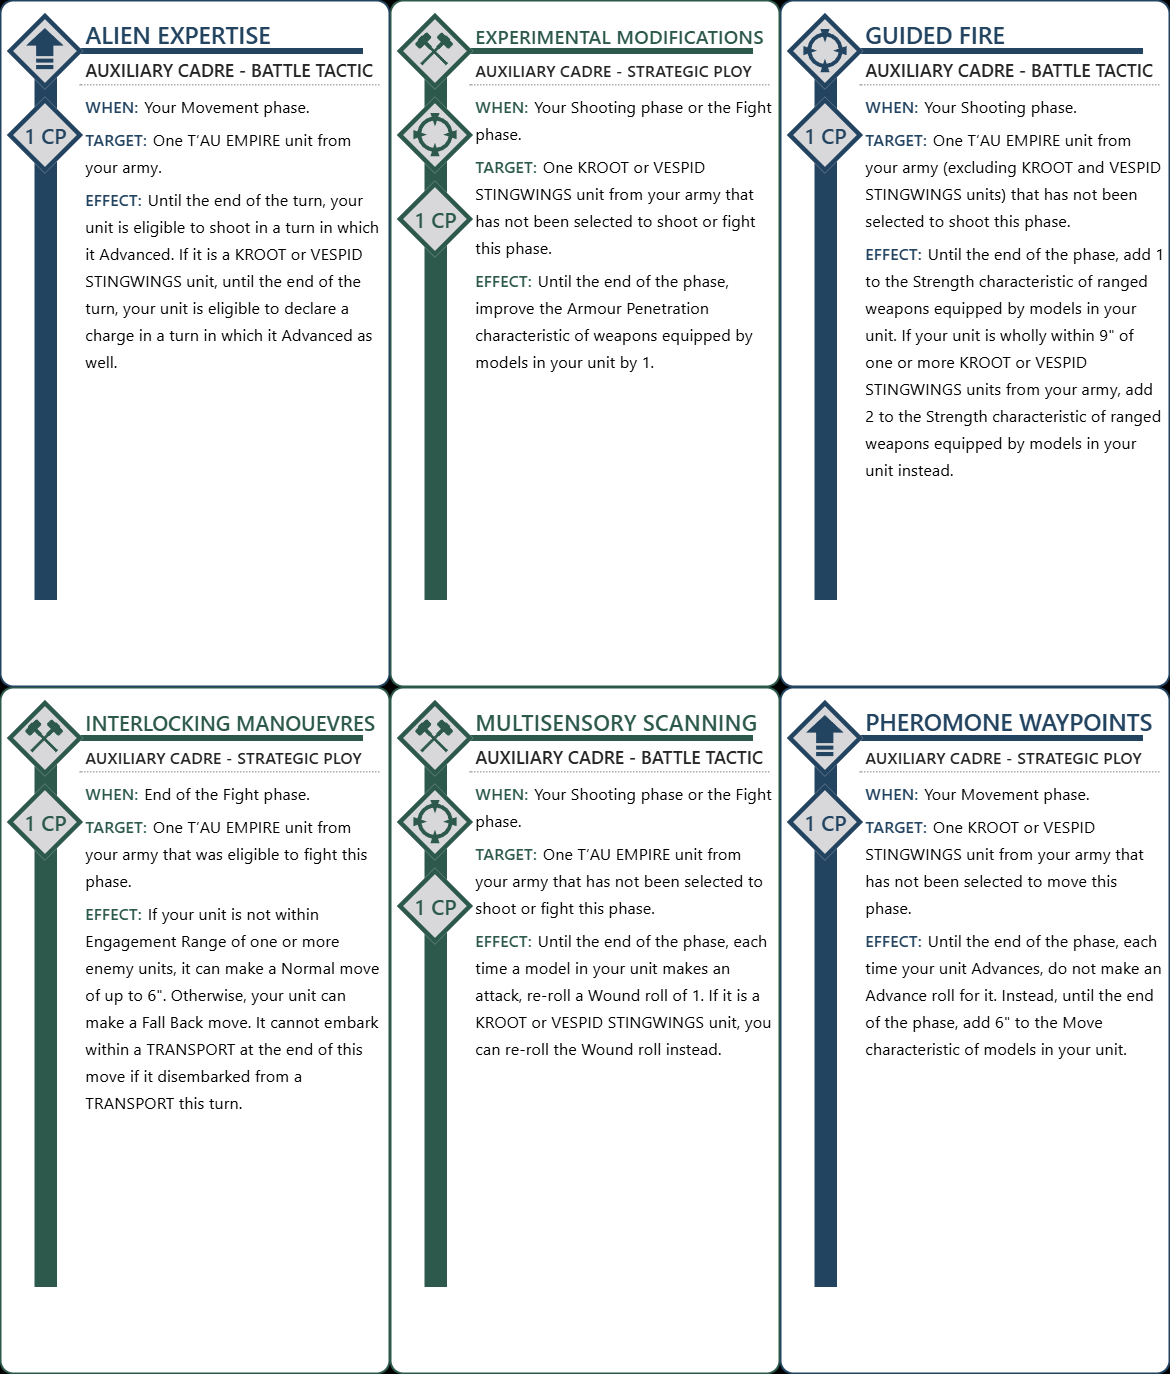 ALIEN EXPERTISE
AUXILIARY CADRE - BATTLE TACTIC
1 CP
WHEN: Your Movement phase.
TARGET: One T'AU EMPIRE unit from
your army.
EFFECT: Until the end of the turn, your
unit is eligible to shoot in a turn in which
it Advanced. If it is a KROOT or VESPID
STINGWINGS unit, until the end of the
turn, your unit is eligible to declare a
charge in a turn in which it Advanced as
well.
EXPERIMENTAL MODIFICATIONS
AUXILIARY CADRE - STRATEGIC PLOY
1 CP
WHEN: Your Shooting phase or the Fight
phase.
TARGET: One KROOT or VESPID
STINGWINGS unit from your army that
has not been selected to shoot or fight
this phase.
EFFECT: Until the end of the phase,
improve the Armour Penetration
characteristic of weapons equipped by
models in your unit by 1.
GUIDED FIRE
AUXILIARY CADRE - BATTLE TACTIC
1 CP
WHEN: Your Shooting phase.
TARGET: One T'AU EMPIRE unit from
your army (excluding KROOT and VESPID
STINGWINGS units) that has not been
selected to shoot this phase.
EFFECT: Until the end of the phase, add 1
to the Strength characteristic of ranged
weapons equipped by models in your
unit. If your unit is wholly within 9" of
one or more KROOT or VESPID
STINGWINGS units from your army, add
2 to the Strength characteristic of ranged
weapons equipped by models in your
unit instead.
INTERLOCKING MANOUEVRES
AUXILIARY CADRE - STRATEGIC PLOY
1 CP
WHEN: End of the Fight phase.
TARGET: One T'AU EMPIRE unit from
your army that was eligible to fight this
phase.
EFFECT: If your unit is not within
Engagement Range of one or more
enemy units, it can make a Normal move
of up to 6". Otherwise, your unit can
make a Fall Back move. It cannot embark
within a TRANSPORT at the end of this
move if it disembarked from a
TRANSPORT this turn.
MULTISENSORY SCANNING
AUXILIARY CADRE - BATTLE TACTIC
1 CP
WHEN: Your Shooting phase or the Fight
phase.
TARGET: One T'AU EMPIRE unit from
your army that has not been selected to
shoot or fight this phase.
EFFECT: Until the end of the phase, each
time a model in your unit makes an
attack, re-roll a Wound roll of 1. If it is a
KROOT or VESPID STINGWINGS unit, you
can re-roll the Wound roll instead.
PHEROMONE WAYPOINTS
AUXILIARY CADRE - STRATEGIC PLOY
1 CP
WHEN: Your Movement phase.
TARGET: One KROOT or VESPID
STINGWINGS unit from your army that
has not been selected to move this
phase.
EFFECT: Until the end of the phase, each
time your unit Advances, do not make an
Advance roll for it. Instead, until the end
of the phase, add 6" to the Move
characteristic of models in your unit.